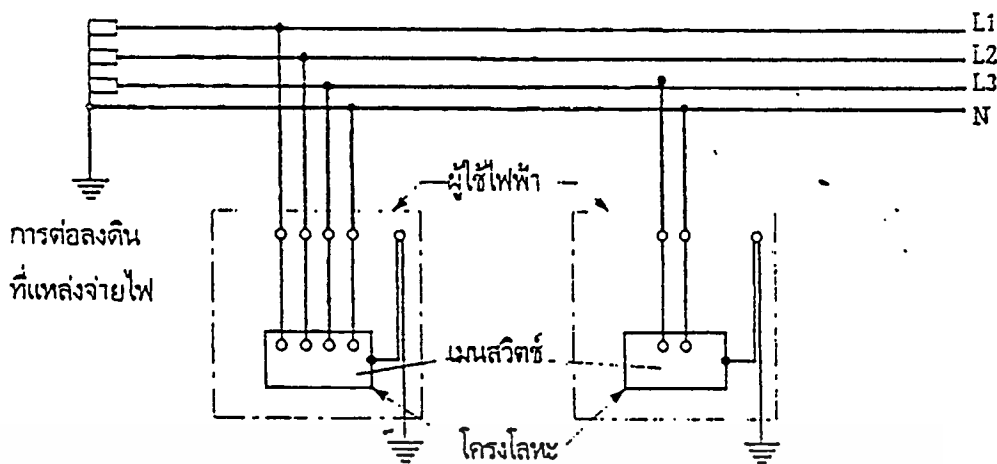 L1
L2
L3
N
ผู้ใช้ไฟฟ้า
การต่อลงดิน
ที่แหล่งจ่ายไฟ
เมนสวิตซ์
โครงโลหะ